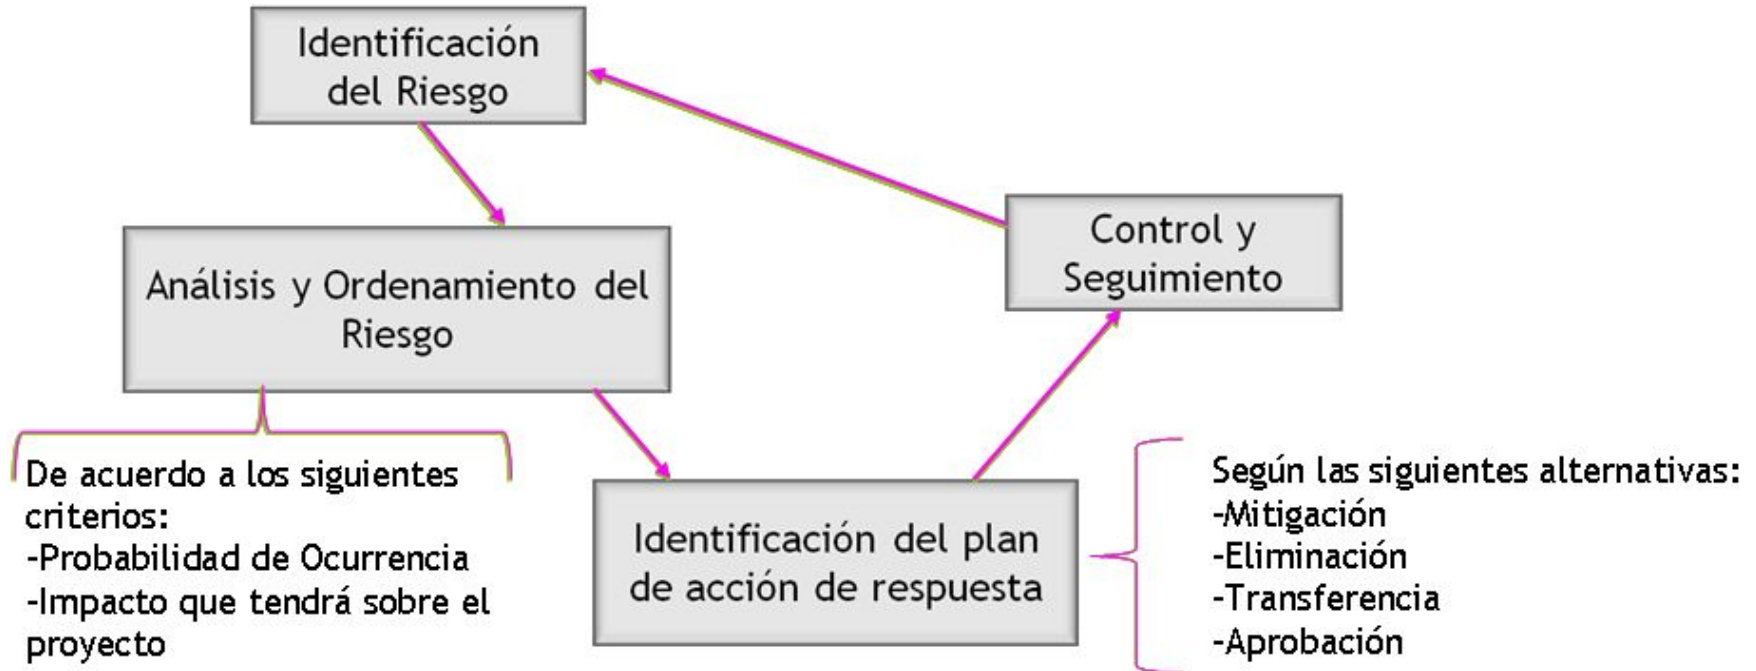 Identificación
del Riesgo
Análisis y Ordenamiento del
Riesgo
De acuerdo a los siguientes
criterios:
-Probabilidad de Ocurrencia
-Impacto que tendrá sobre el
proyecto
Identificación del plan
de acción de respuesta
Según las siguientes alternativas:
-Mitigación
-Eliminación
-Transferencia
-Aprobación
Control y
Seguimiento